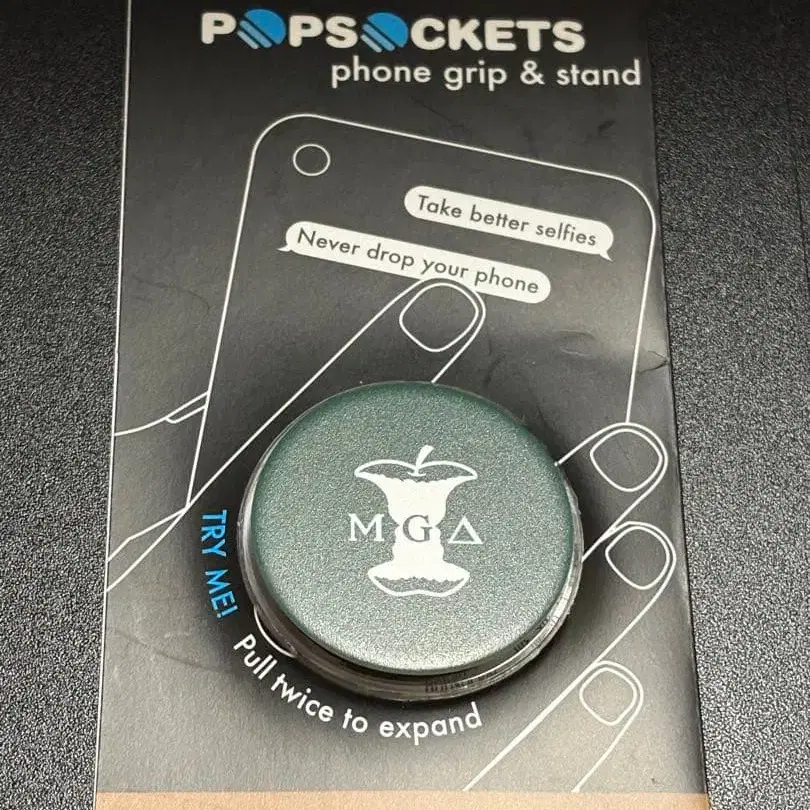 POPSOCKETS
phone grip & stand
Take better selfies
Never drop your phone
MGΔ
TRY ME!
Pull twice to expand